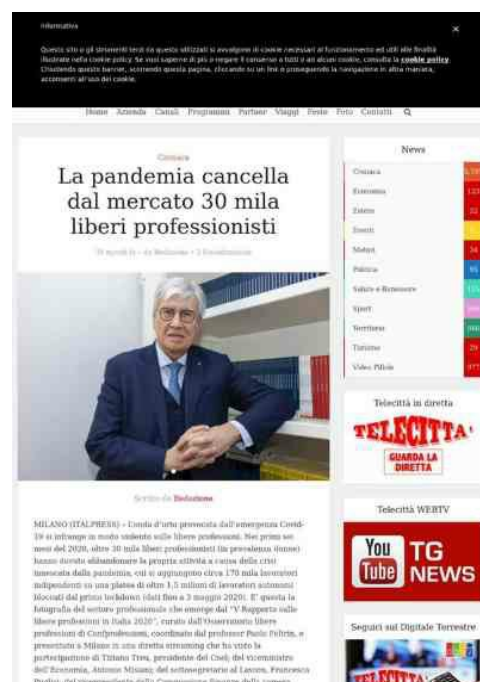 Informativa
×
Questo sito o gli strumenti terzi da questo utilizzati si avvalgono di cookie necessari al funzionamento ed utili alle finalità
illustrate nella cookie policy. Se vuoi saperne di più o negare il consenso a tutti o ad alcuni cookie, consulta la cookie policy.
Chiudendo questo banner, scorrendo questa pagina, cliccando su un link o proseguendo la navigazione in altra maniera,
acconsenti all'uso dei cookie.
Home Azienda Canali Programmi Partner Viaggi Feste Foto Contatti
Cronaca
La pandemia cancella
dal mercato 30 mila
liberi professionisti
da Redazione
Scritto da Redazione
MILANO (ITALPRESS) – L'onda d'urto provocata dall'emergenza Covid-
19 si infrange in modo violento sulle libere professioni. Nei primi sei
mesi del 2020, oltre 30 mila liberi professionisti (in prevalenza donne)
hanno dovuto abbandonare la propria attività a causa della crisi
innescata dalla pandemia, cui si aggiungono circa 170 mila lavoratori
indipendenti su una platea di oltre 1,5 milioni di lavoratori autonomi
bloccati dal primo lockdown (dati fino a 3 maggio 2020). E' questa la
fotografia del settore professionale che emerge dal "V Rapporto sulle
libere professioni in Italia 2020", curato dall'Osservatorio libere
professioni di Confprofessioni, coordinato dal professor Paolo Feltrin, e
presentato a Milano in una diretta streaming che ha visto la
partecipazione di Tiziano Treu, presidente del Cnel; del viceministro
dell'Economia, Antonio Misiani; del sottosegretario al Lavoro, Francesca
News
Cronaca
Economia
Estero 22
Eventi
Motori 34
Politica 95
Salute e Benessere
Sport
Territorio
Turismo 29
Video Pillole
Telecittà in diretta
TELECITTA'
GUARDA LA
DIRETTA
Telecittà WEBTV
You Tube TG NEWS
Seguici sul Digitale Terrestre
TELECITTA'